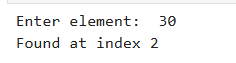 Enter element:  30
Found at index 2